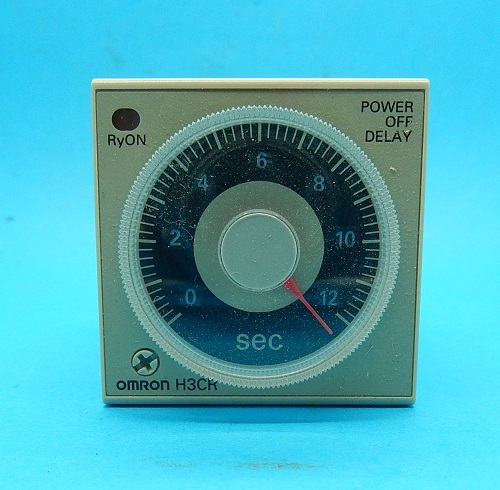 RyON
POWER
OFF
DELAY
0
2
4
6
8
10
12
sec
OMRON H3CR